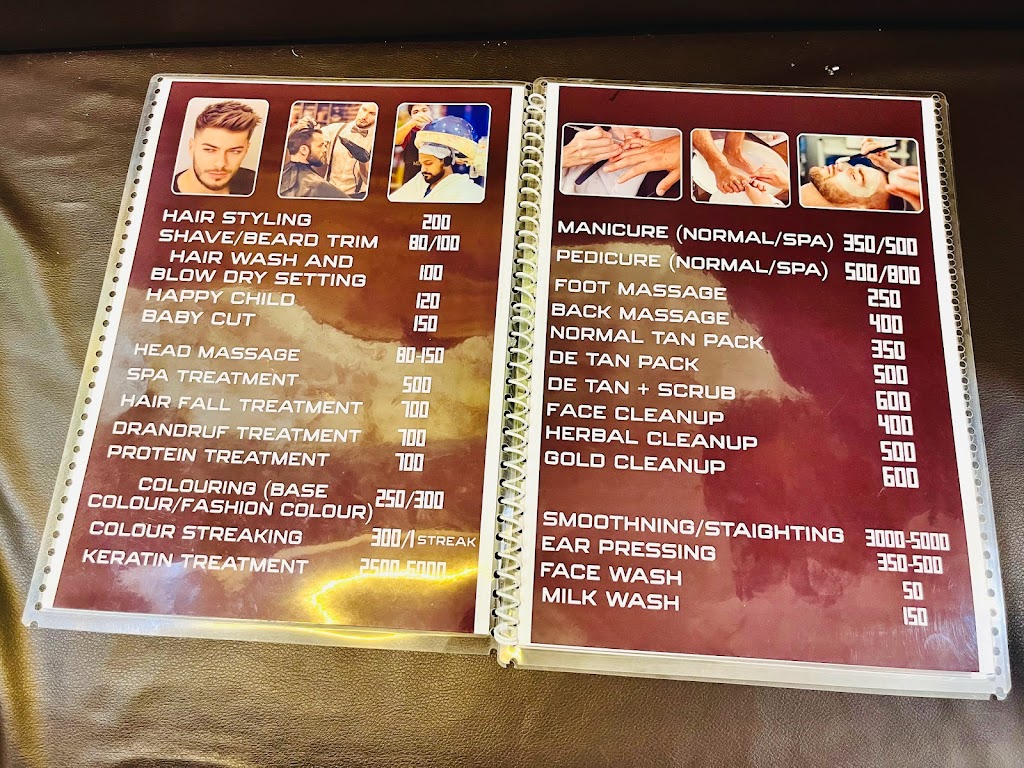 HAIR STYLING 200
SHAVE/BEARD TRIM 80/100
HAIR WASH AND
BLOW DRY SETTING 100
HAPPY CHILD 120
BABY CUT 150
HEAD MASSAGE 80-150
SPA TREATMENT 500
HAIR FALL TREATMENT 700
DRANDRUF TREATMENT 700
PROTEIN TREATMENT 700
COLOURING (BASE
COLOUR/FASHION COLOUR) 250/300
COLOUR STREAKING 300/1 STREAK
KERATIN TREATMENT 2500-5000
MANICURE (NORMAL/SPA) 350/500
PEDICURE (NORMAL/SPA) 500/800
FOOT MASSAGE 250
BACK MASSAGE 400
NORMAL TAN PACK 350
DE TAN PACK 500
DE TAN + SCRUB 600
FACE CLEANUP 400
HERBAL CLEANUP 500
GOLD CLEANUP 600
SMOOTHNING/STAIGHTING 3000-5000
EAR PRESSING 350-500
FACE WASH 50
MILK WASH 150